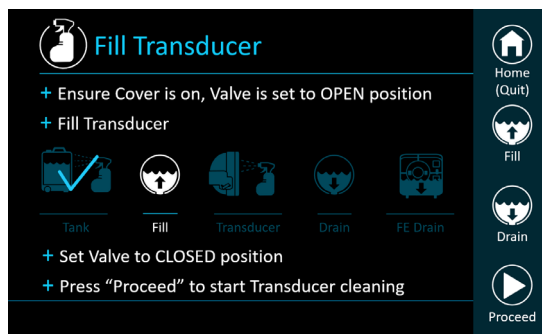 Fill Transducer
+ Ensure Cover is on, Valve is set to OPEN position
+ Fill Transducer
Tank
Fill
Transducer
Drain
FE Drain
+ Set Valve to CLOSED position
+ Press “Proceed” to start Transducer cleaning
Home
(Quit)
Fill
Drain
Proceed